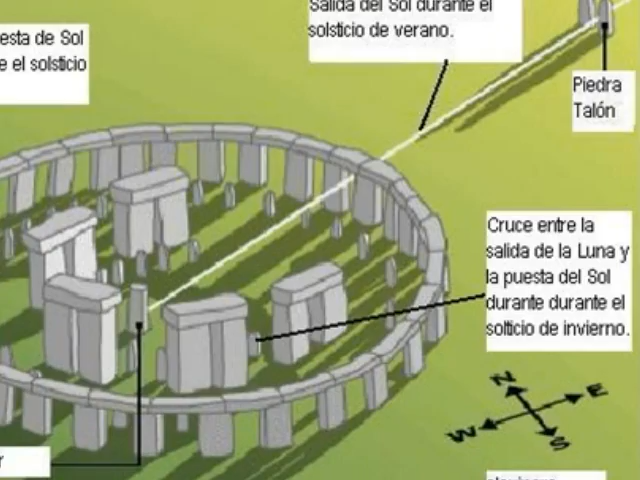 Salida del Sol durante el
solsticio de verano.
esta de Sol
e el solsticio
Piedra
Talón
Cruce entre la
salida de la Luna y
la puesta del Sol
durante durante el
solticio de invierno.
N
E
W
S
r